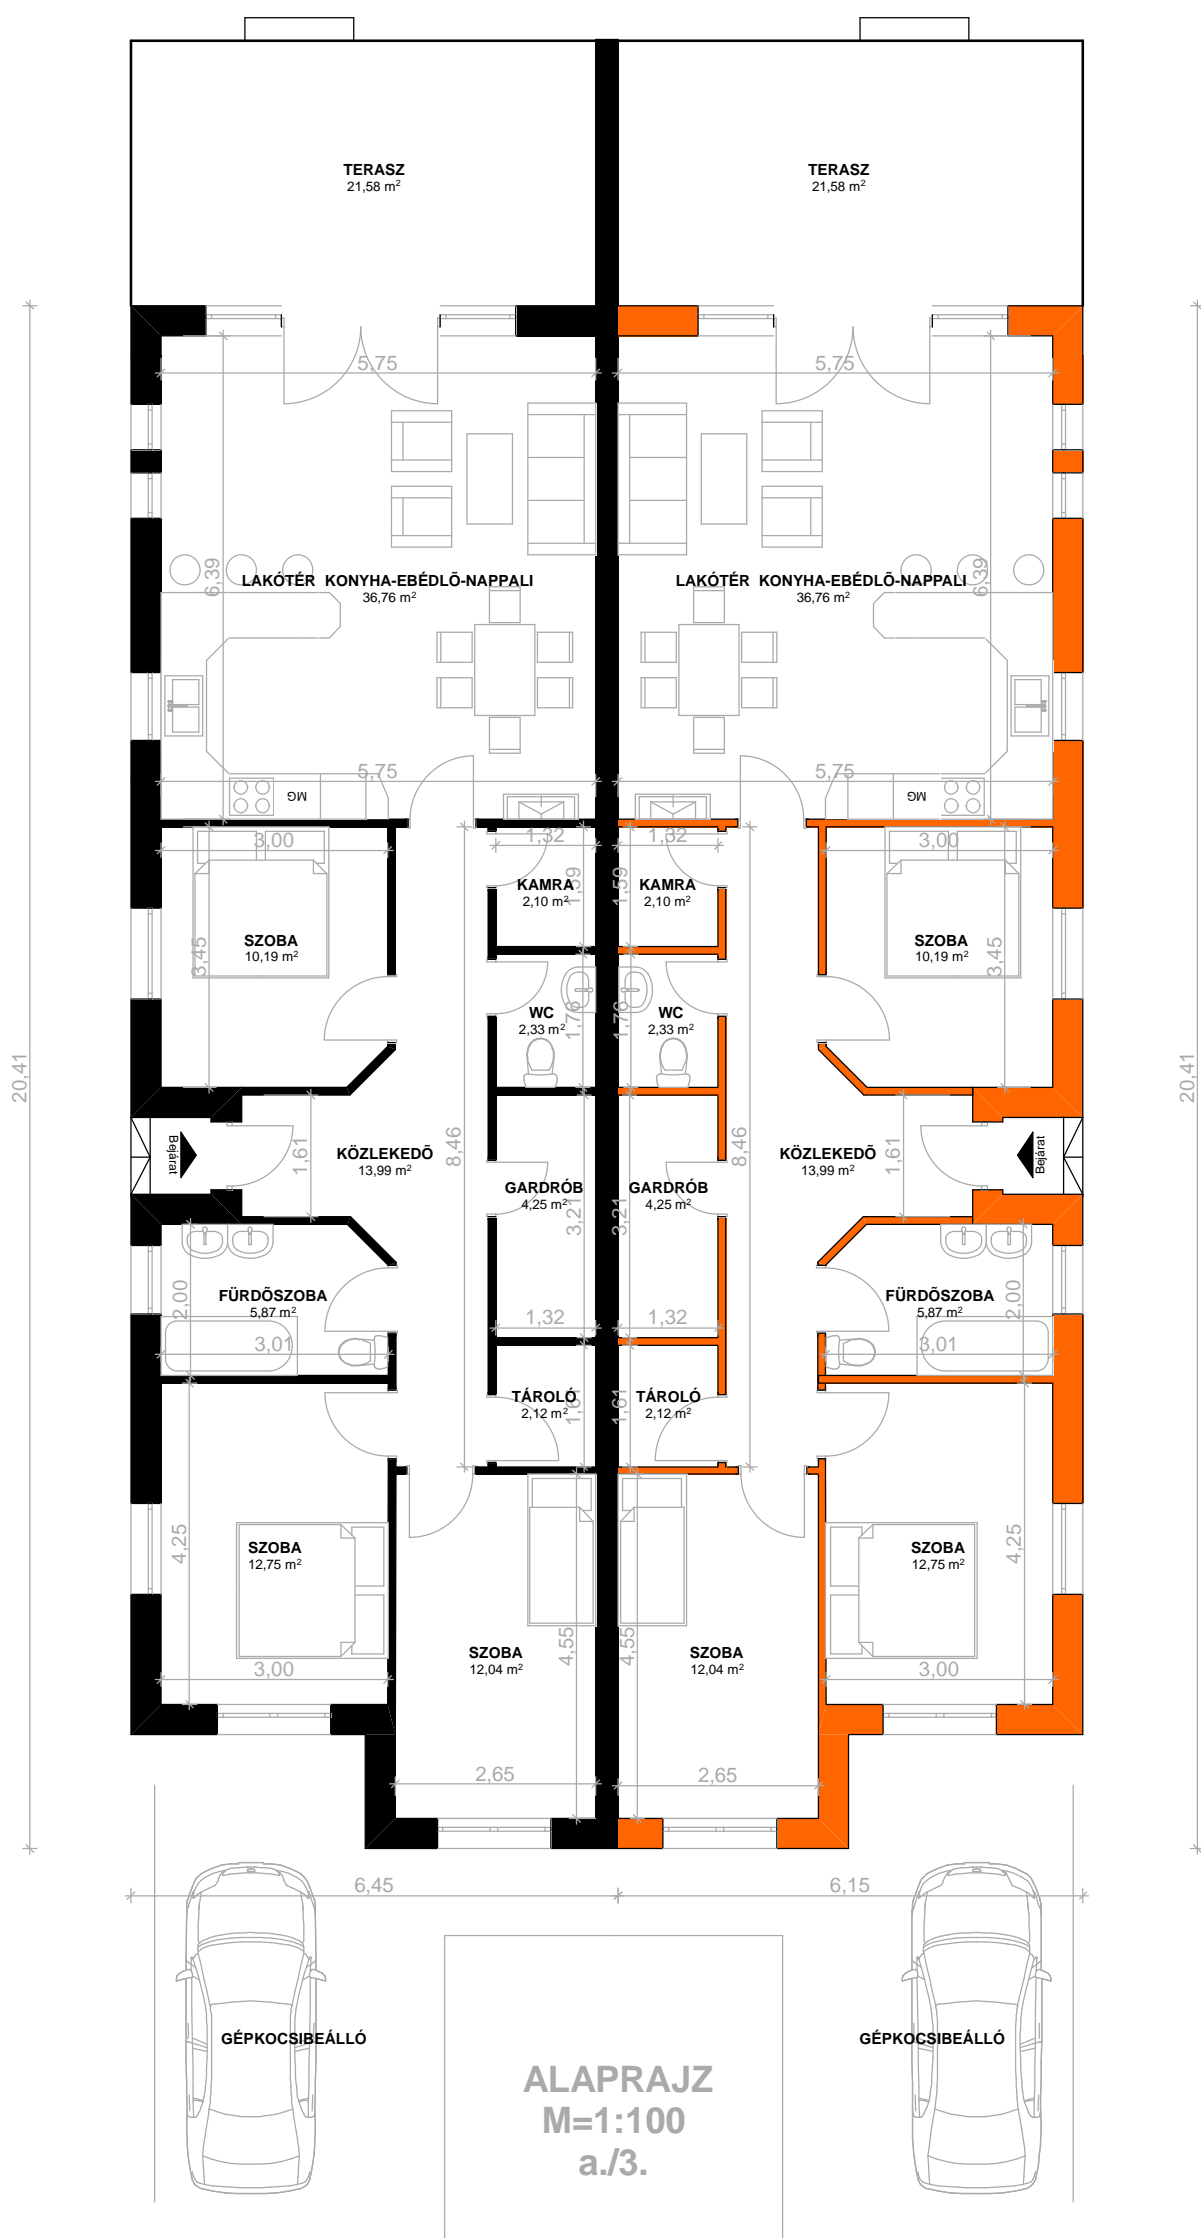 TERASZ
21,58 m²
TERASZ
21,58 m²
5,75
5,75
6,39
6,39
LAKÓTÉR KONYHA-EBÉDLÕ-NAPPALI
36,76 m²
LAKÓTÉR KONYHA-EBÉDLÕ-NAPPALI
36,76 m²
5,75
5,75
MG
MG
3,00
1,32
1,32
3,00
KAMRA
2,10 m²
1,59
1,59
KAMRA
2,10 m²
SZOBA
10,19 m²
3,45
SZOBA
10,19 m²
3,45
WC
2,33 m²
1,76
1,76
WC
2,33 m²
20,41
20,41
Bejárat
1,61
KÖZLEKEDÕ
13,99 m²
8,46
8,46
KÖZLEKEDÕ
13,99 m²
1,61
Bejárat
GARDRÓB
4,25 m²
3,21
3,21
GARDRÓB
4,25 m²
2,00
FÜRDÕSZOBA
5,87 m²
FÜRDÕSZOBA
5,87 m²
2,00
3,01
1,32
1,32
3,01
TÁROLÓ
2,12 m²
1,61
1,61
TÁROLÓ
2,12 m²
4,25
SZOBA
12,75 m²
SZOBA
12,75 m²
4,25
SZOBA
12,04 m²
4,55
4,55
SZOBA
12,04 m²
3,00
3,00
2,65
2,65
6,45
6,15
GÉPKOCSIBEÁLLÓ
GÉPKOCSIBEÁLLÓ
ALAPRAJZ
M=1:100
a./3.